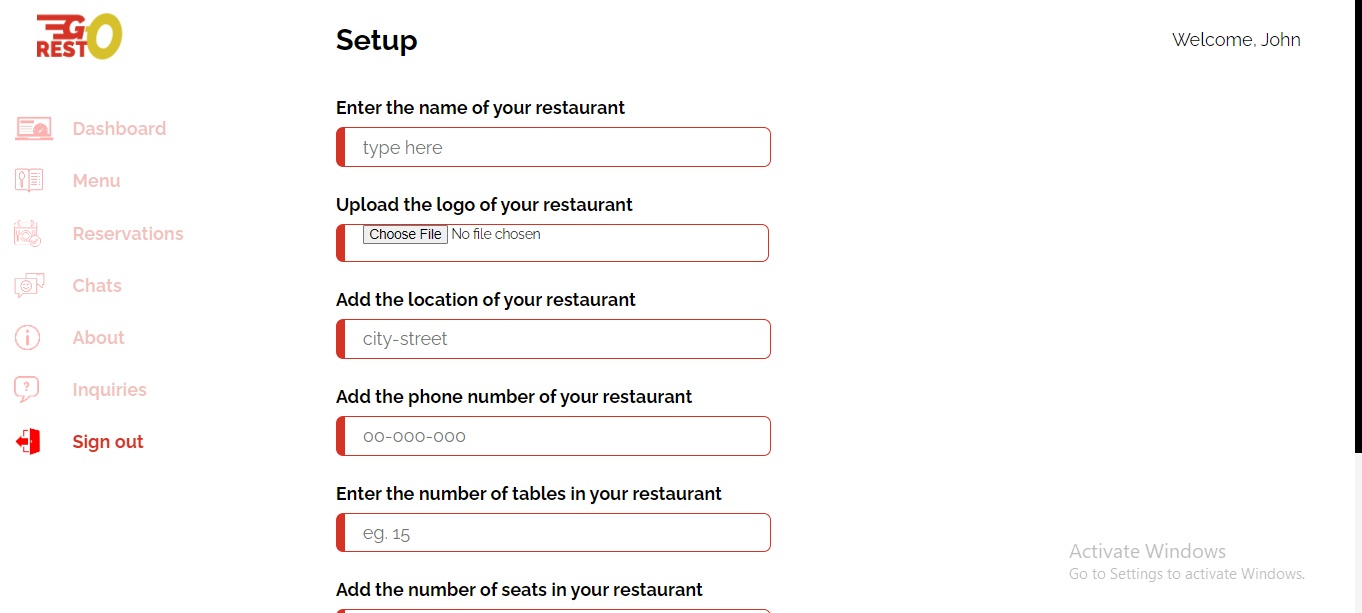 GO
REST
Setup
Welcome, John
Dashboard
Menu
Reservations
Chats
About
Inquiries
Sign out
Enter the name of your restaurant
type here
Upload the logo of your restaurant
Choose File No file chosen
Add the location of your restaurant
city-street
Add the phone number of your restaurant
00-000-000
Enter the number of tables in your restaurant
eg. 15
Add the number of seats in your restaurant
Activate Windows
Go to Settings to activate Windows.